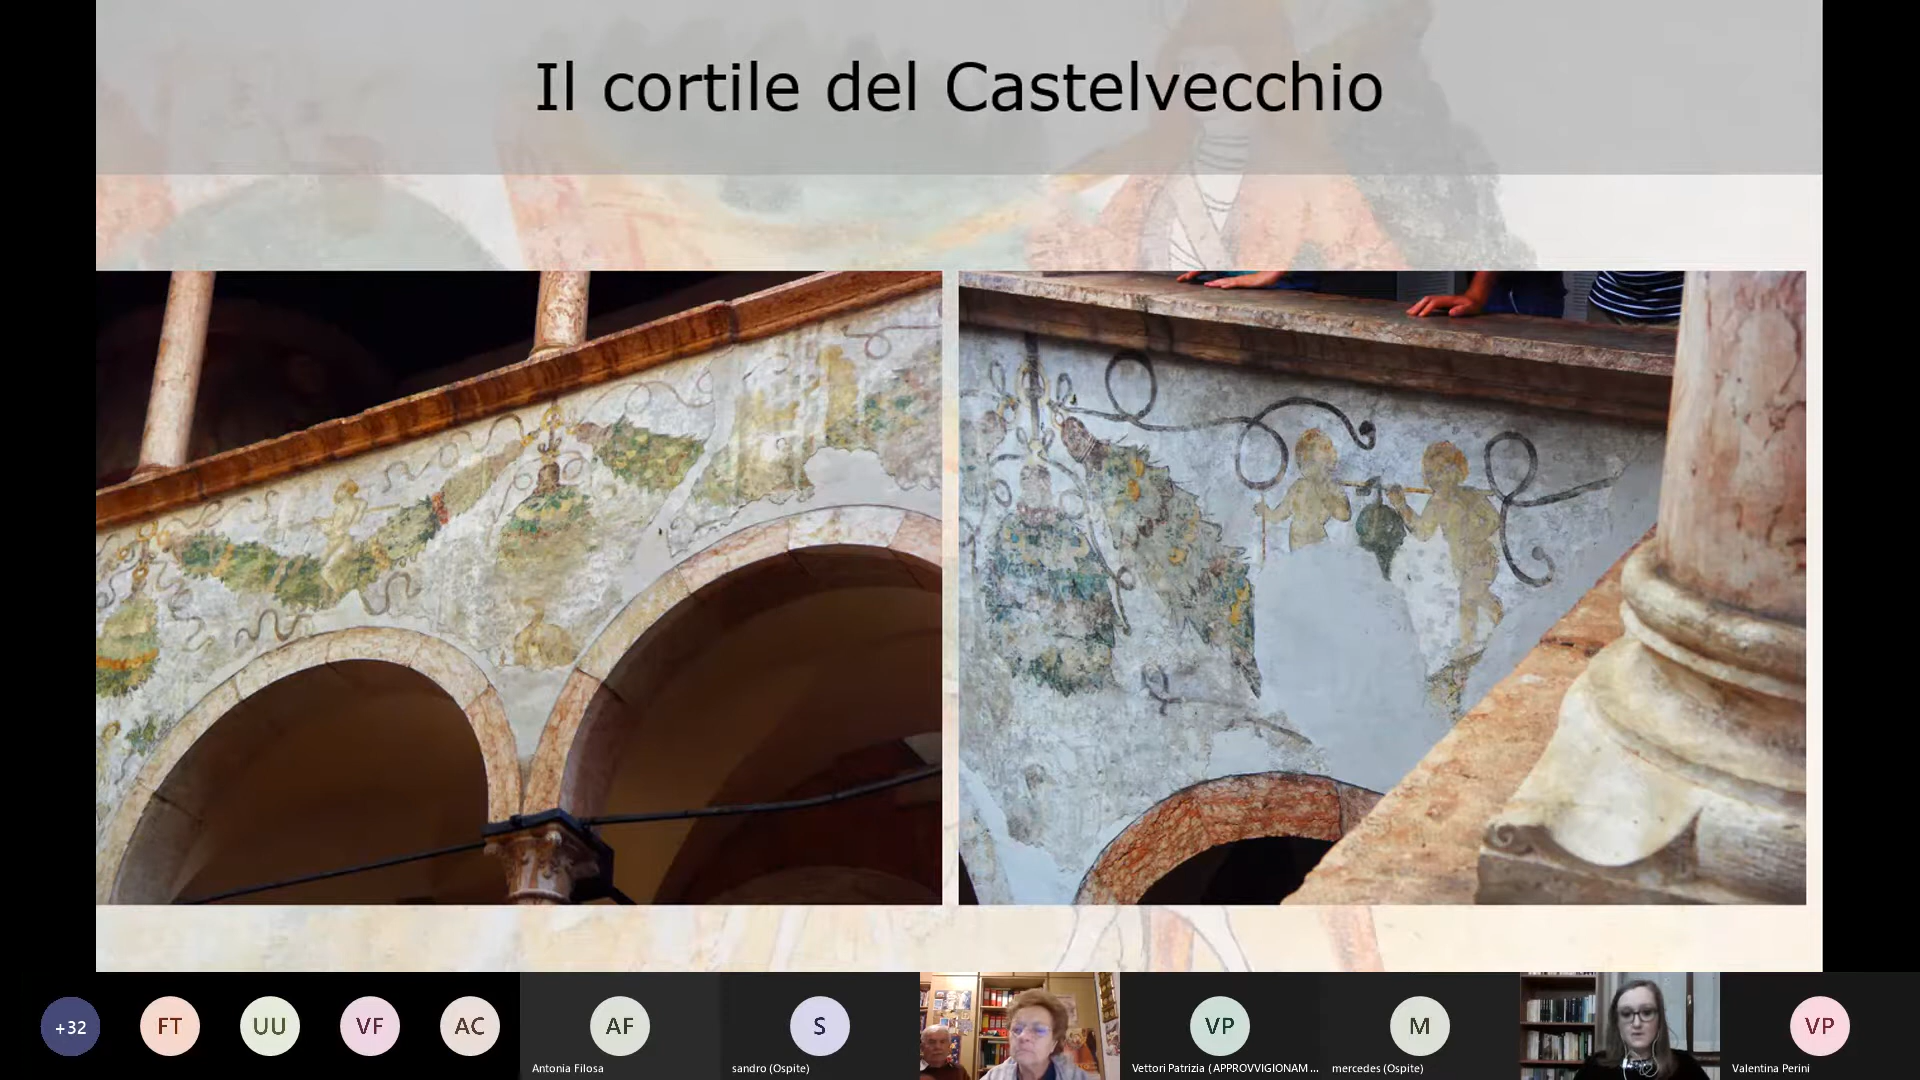 Il cortile del Castelvecchio
+32
FT
UU
VF
AC
AF
Antonia Filosa
S
sandro (Ospite)
VP
Vettori Patrizia (APPROVVIGIONAM ...
M
mercedes (Ospite)
VP
Valentina Perini